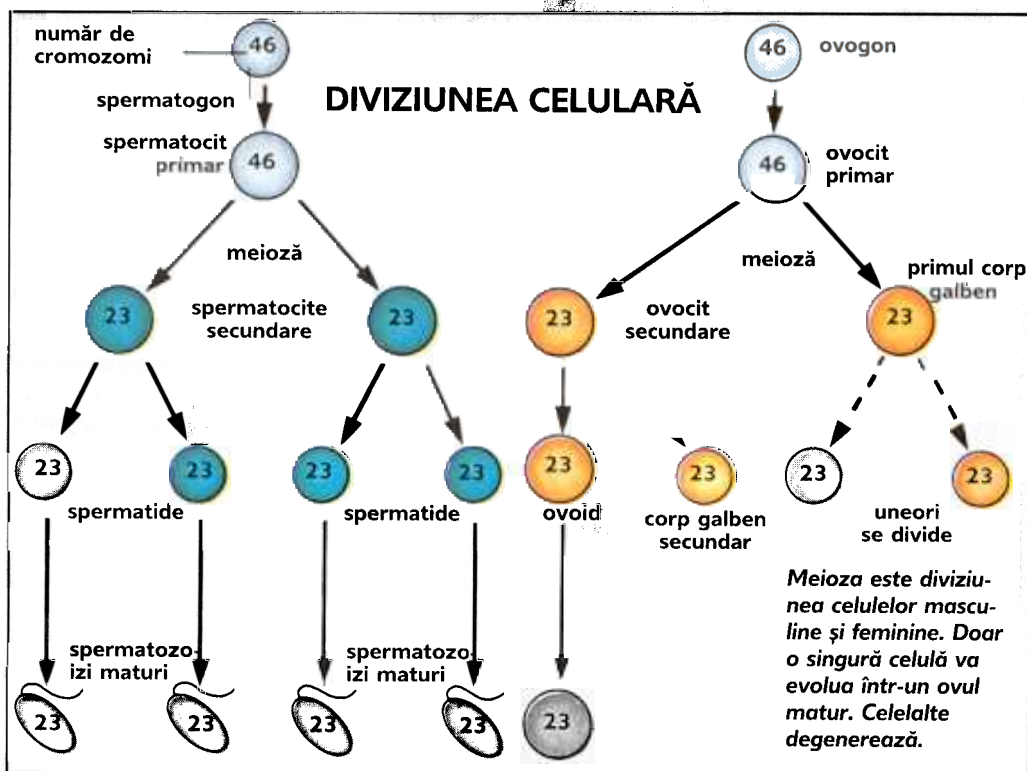 număr de
cromozomi
46
spermatogon
spermatocit
primar
46
DIVIZIUNEA CELULARĂ
46
ovogon
46
ovocit
primar
meioză
meioză
primul corp
galben
23
spermatocite
secundare
23
23
ovocit
secundare
23
23
23
23
23
23
23
23
23
spermatide
spermatide
ovoid
corp galben
secundar
uneori
se divide
spermatozo-
izi maturi
spermatozo-
izi maturi
23
23
23
23
23
Meioza este diviziu-
nea celulelor mascu-
line și feminine. Doar
o singură celulă va
evolua într-un ovul
matur. Celelalte
degenerează.